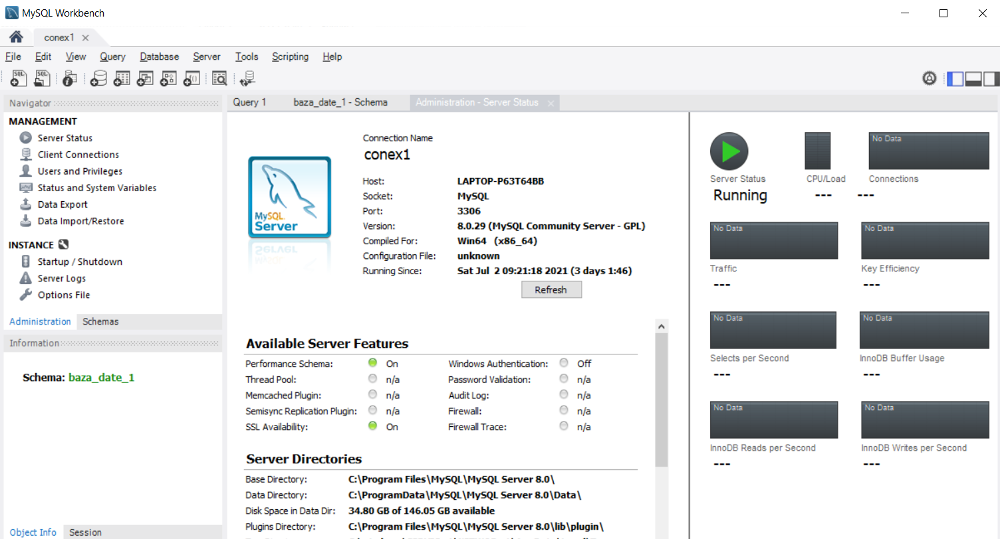 MySQL Workbench
conex1
File Edit View Query Database Server Tools Scripting Help
SQL SQL
Navigator
MANAGEMENT
Server Status
Client Connections
Users and Privileges
Status and System Variables
Data Export
Data Import/Restore
INSTANCE
Startup / Shutdown
Server Logs
Options File
Administration Schemas
Information
Schema: baza_date_1
Object Info Session
Query 1 baza_date_1 - Schema Administration - Server Status
MySQL
Server
Connection Name
conex1
Host: LAPTOP-P63T64BB
Socket: MySQL
Port: 3306
Version: 8.0.29 (MySQL Community Server - GPL)
Compiled For: Win64 (x86_64)
Configuration File: unknown
Running Since: Sat Jul 2 09:21:18 2021 (3 days 1:46)
Refresh
Available Server Features
Performance Schema: On Windows Authentication: Off
Thread Pool: n/a Password Validation: n/a
Memcached Plugin: n/a Audit Log: n/a
Semisync Replication Plugin: n/a Firewall: n/a
SSL Availability: On Firewall Trace: n/a
Server Directories
Base Directory: C:\Program Files\MySQL\MySQL Server 8.0\
Data Directory: C:\ProgramData\MySQL\MySQL Server 8.0\Data\
Disk Space in Data Dir: 34.80 GB of 146.05 GB available
Plugins Directory: C:\Program Files\MySQL\MySQL Server 8.0\lib\plugin\
No Data
Server Status CPU/Load Connections
Running --- ---
No Data No Data
Traffic Key Efficiency
--- ---
No Data No Data
Selects per Second InnoDB Buffer Usage
--- ---
No Data No Data
InnoDB Reads per Second InnoDB Writes per Second
--- ---